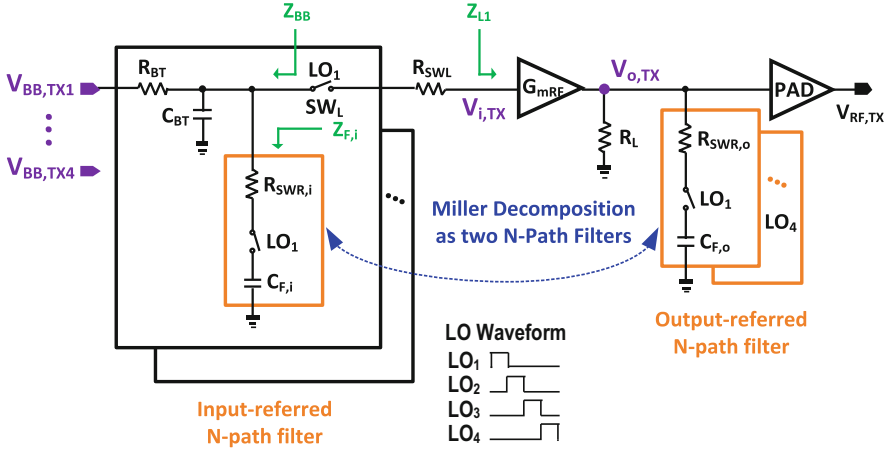 Z_BB
Z_L1
R_BT
LO_1
R_SWL
V_BB,TX1
SW_L
G_mRF
V_o,TX
PAD
C_BT
V_i,TX
V_RF,TX
Z_F,i
R_L
R_SWR,o
V_BB,TX4
R_SWR,i
LO_1
LO_4
Miller Decomposition
as two N-Path Filters
LO_1
C_F,o
C_F,i
Output-referred
N-path filter
LO Waveform
LO_1
LO_2
LO_3
LO_4
Input-referred
N-path filter